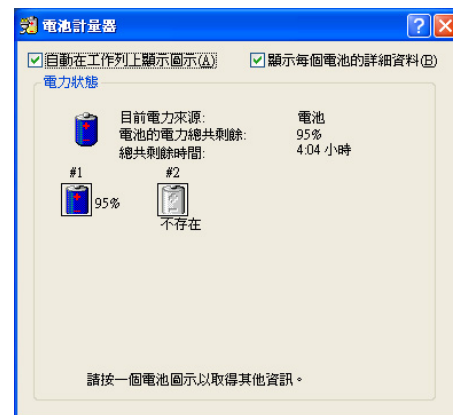 電池計量器
自動在工作列上顯示圖示(A) 顯示每個電池的詳細資料(B)
電力狀態
目前電力來源: 電池
電池的電力總共剩餘: 95%
總共剩餘時間: 4:04 小時
#1 #2
95%
不存在
請按一個電池圖示以取得其他資訊。